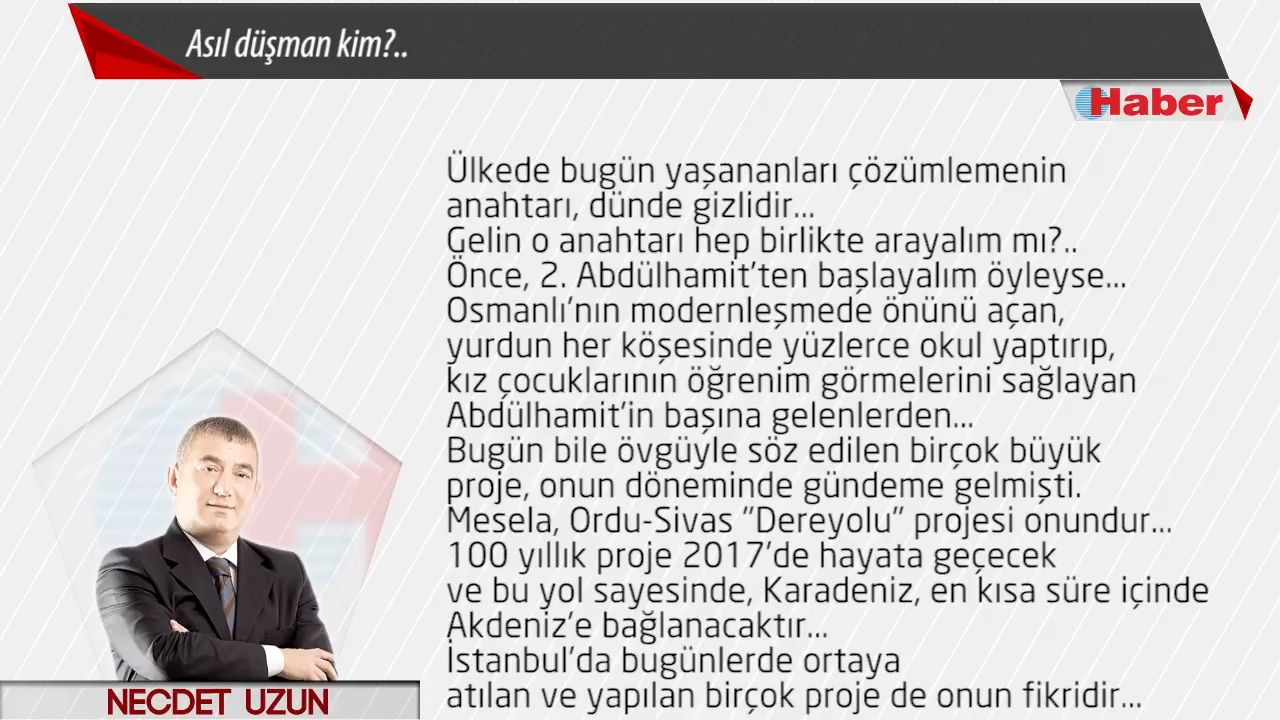 Asıl düşman kim?..
Haber
Ülkede bugün yaşananları çözümlemenin
anahtarı, dünde gizlidir...
Gelin o anahtarı hep birlikte arayalım mı?..
Önce, 2. Abdülhamit'ten başlayalım öyleyse...
Osmanlı'nın modernleşmede önünü açan,
yurdun her köşesinde yüzlerce okul yaptırıp,
kız çocuklarının öğrenim görmelerini sağlayan
Abdülhamit'in başına gelenlerden...
Bugün bile övgüyle söz edilen birçok büyük
proje, onun döneminde gündeme gelmişti.
Mesela, Ordu-Sivas "Dereyolu" projesi onundur...
100 yıllık proje 2017'de hayata geçecek
ve bu yol sayesinde, Karadeniz, en kısa süre içinde
Akdeniz'e bağlanacaktır...
İstanbul'da bugünlerde ortaya
atılan ve yapılan birçok proje de onun fikridir...
NECDET UZUN